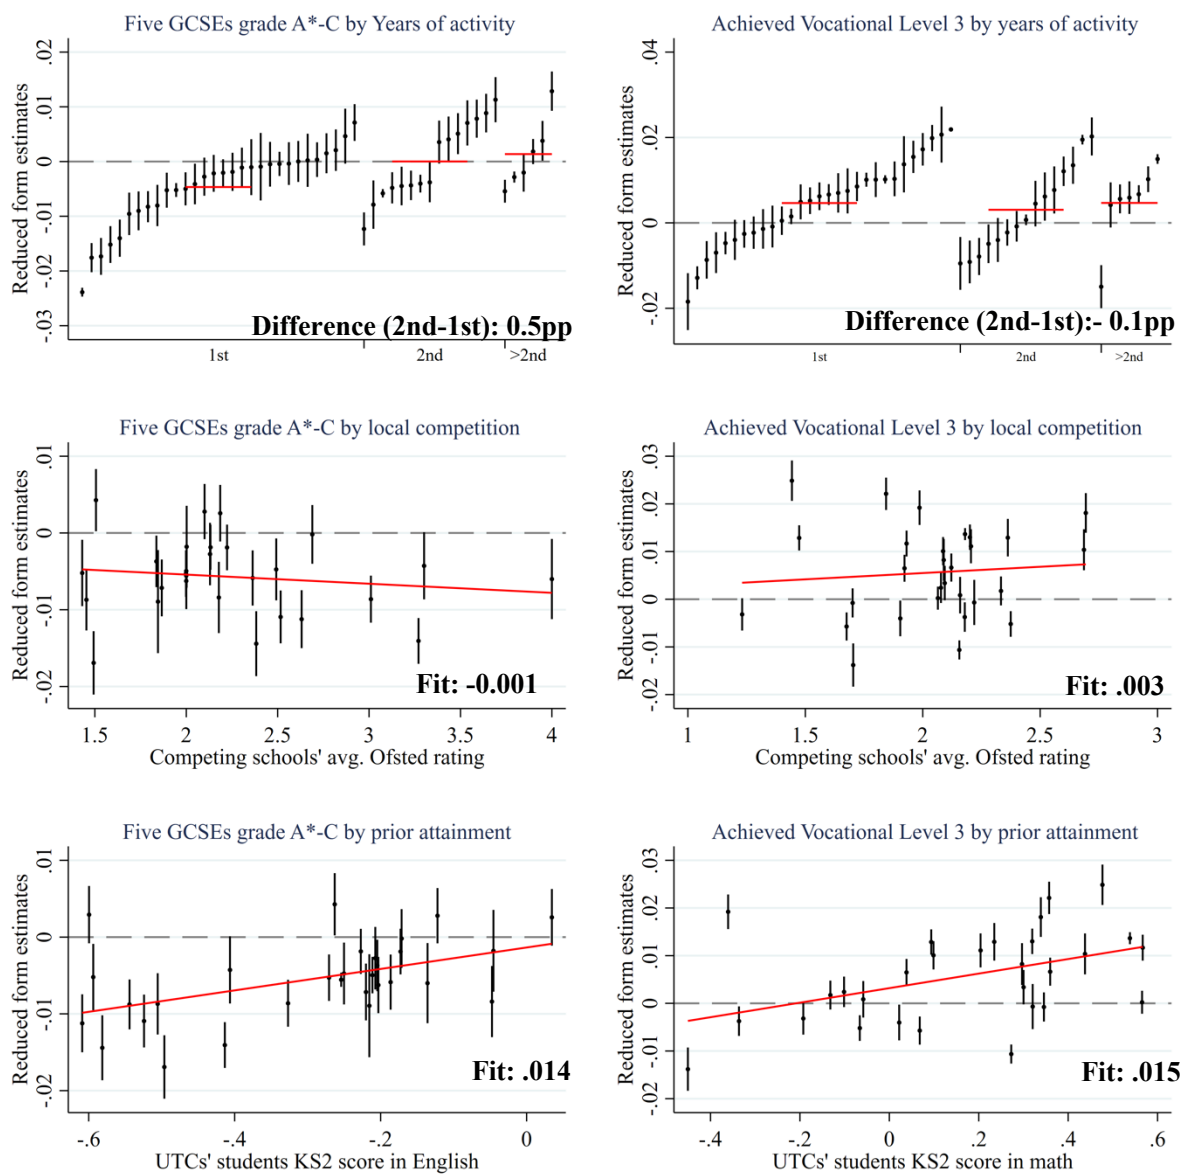 Five GCSEs grade A*-C by Years of activity
Reduced form estimates
.02
.01
0
-.01
-.02
-.03
Difference (2nd-1st): 0.5pp
1st
2nd
>2nd
Achieved Vocational Level 3 by years of activity
Reduced form estimates
.04
.02
0
-.02
Difference (2nd-1st):- 0.1pp
1st
2nd
>2nd
Five GCSEs grade A*-C by local competition
Reduced form estimates
.01
0
-.01
-.02
Fit: -0.001
1.5
2
2.5
3
3.5
4
Competing schools' avg. Ofsted rating
Achieved Vocational Level 3 by local competition
Reduced form estimates
.03
.02
.01
0
-.01
-.02
Fit: .003
1
1.5
2
2.5
3
Competing schools' avg. Ofsted rating
Five GCSEs grade A*-C by prior attainment
Reduced form estimates
.01
0
-.01
-.02
Fit: .014
-.6
-.4
-.2
0
UTCs' students KS2 score in English
Achieved Vocational Level 3 by prior attainment
Reduced form estimates
.03
.02
.01
0
-.01
-.02
Fit: .015
-.4
-.2
0
.2
.4
.6
UTCs' students KS2 score in math